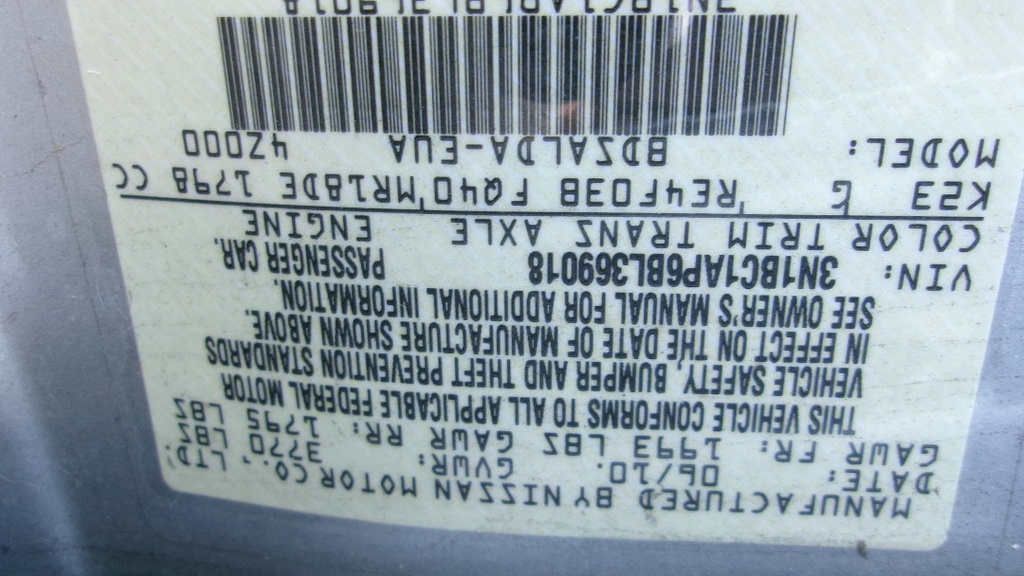 MANUFACTURED BY NISSAN MOTOR CO., LTD.
DATE: 06/10. GVWR: 3770 LBS
GAWR FR: 1993 LBS GAWR RR: 1795 LBS
THIS VEHICLE CONFORMS TO ALL APPLICABLE FEDERAL MOTOR
VEHICLE SAFETY, BUMPER AND THEFT PREVENTION STANDARDS
IN EFFECT ON THE DATE OF MANUFACTURE SHOWN ABOVE.
SEE OWNER'S MANUAL FOR ADDITIONAL INFORMATION.
VIN: 3N1BC1AP6BL369018 PASSENGER CAR.
COLOR TRIM TRANS AXLE ENGINE
K23 G RE4F03B FQ40 MR18DE 1798 CC
MODEL: BDSALDA-EUA 4Z000